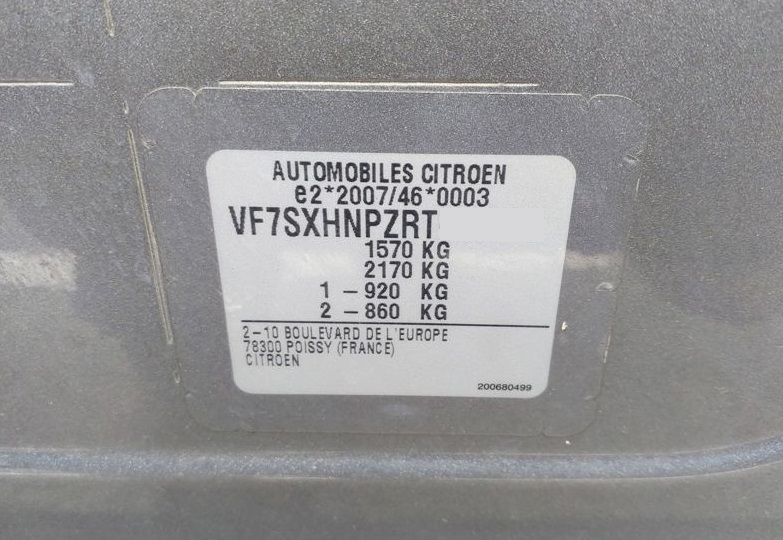 AUTOMOBILES CITROEN
e2*2007/46*0003
VF7SXHNPZRT
1570 KG
2170 KG
1 – 920 KG
2 – 860 KG
2–10 BOULEVARD DE L'EUROPE
78300 POISSY (FRANCE)
CITROEN
200680499